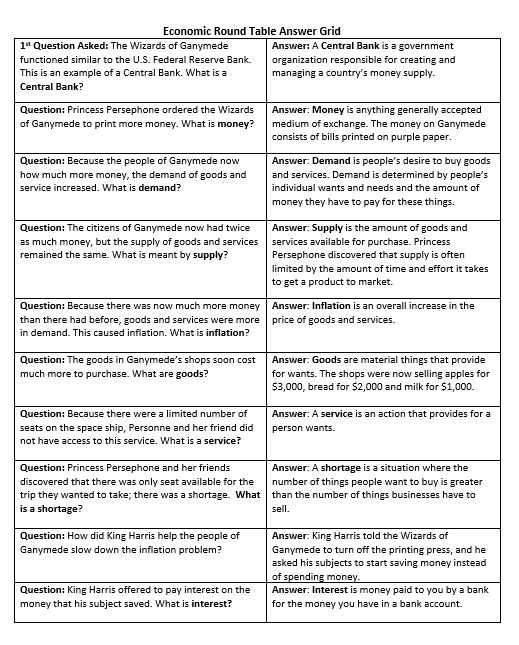 Economic Round Table Answer Grid
1st Question Asked: The Wizards of Ganymede
functioned similar to the U.S. Federal Reserve Bank.
This is an example of a Central Bank. What is a
Central Bank?
Answer: A Central Bank is a government
organization responsible for creating and
managing a country's money supply.
Question: Princess Persephone ordered the Wizards
of Ganymede to print more money. What is money?
Answer: Money is anything generally accepted
medium of exchange. The money on Ganymede
consists of bills printed on purple paper.
Question: Because the people of Ganymede now
how much more money, the demand of goods and
service increased. What is demand?
Answer: Demand is people's desire to buy goods
and services. Demand is determined by people's
individual wants and needs and the amount of
money they have to pay for these things.
Question: The citizens of Ganymede now had twice
as much money, but the supply of goods and services
remained the same. What is meant by supply?
Answer: Supply is the amount of goods and
services available for purchase. Princess
Persephone discovered that supply is often
limited by the amount of time and effort it takes
to get a product to market.
Question: Because there was now much more money
than there had before, goods and services were more
in demand. This caused inflation. What is inflation?
Answer: Inflation is an overall increase in the
price of goods and services.
Question: The goods in Ganymede's shops soon cost
much more to purchase. What are goods?
Answer: Goods are material things that provide
for wants. The shops were now selling apples for
$3,000, bread for $2,000 and milk for $1,000.
Question: Because there were a limited number of
seats on the space ship, Personne and her friend did
not have access to this service. What is a service?
Answer: A service is an action that provides for a
person wants.
Question: Princess Persephone and her friends
discovered that there was only seat available for the
trip they wanted to take; there was a shortage. What
is a shortage?
Answer: A shortage is a situation where the
number of things people want to buy is greater
than the number of things businesses have to
sell.
Question: How did King Harris help the people of
Ganymede slow down the inflation problem?
Answer: King Harris told the Wizards of
Ganymede to turn off the printing press, and he
asked his subjects to start saving money instead
of spending money.
Question: King Harris offered to pay interest on the
money that his subject saved. What is interest?
Answer: Interest is money paid to you by a bank
for the money you have in a bank account.